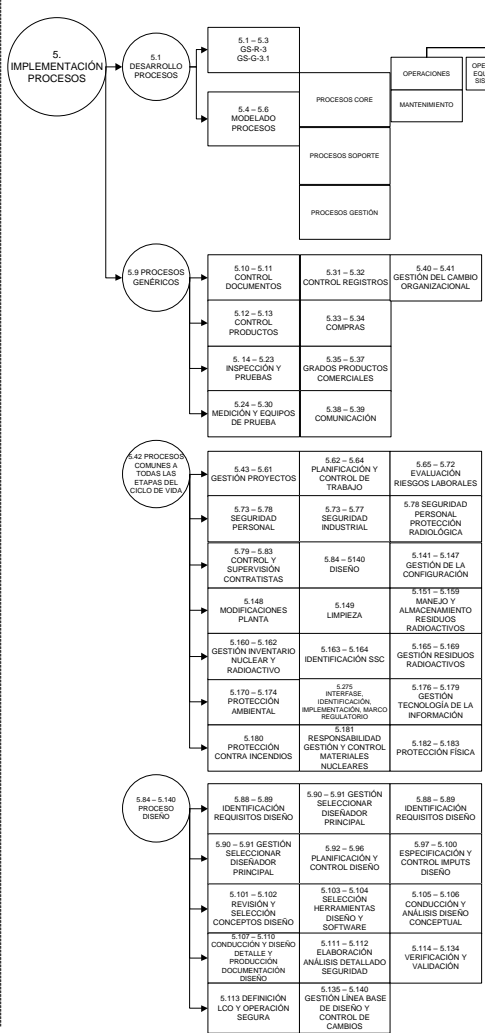 5.
IMPLEMENTACIÓN
PROCESOS
5.1
DESARROLLO
PROCESOS
5.1 – 5.3
GS-R-3
GS-G-3.1
5.4 – 5.6
MODELADO
PROCESOS
PROCESOS CORE
PROCESOS SOPORTE
PROCESOS GESTIÓN
OPERACIONES
MANTENIMIENTO
5.9 PROCESOS
GENÉRICOS
5.10 – 5.11
CONTROL
DOCUMENTOS
5.31 – 5.32
CONTROL REGISTROS
5.40 – 5.41
GESTIÓN DEL CAMBIO
ORGANIZACIONAL
5.12 – 5.13
CONTROL
PRODUCTOS
5.33 – 5.34
COMPRAS
5. 14 – 5.23
INSPECCIÓN Y
PRUEBAS
5.35 – 5.37
GRADOS PRODUCTOS
COMERCIALES
5.24 – 5.30
MEDICIÓN Y EQUIPOS
DE PRUEBA
5.38 – 5.39
COMUNICACIÓN
5.42 PROCESOS
COMUNES A
TODAS LAS
ETAPAS DEL
CICLO DE VIDA
5.43 – 5.61
GESTIÓN PROYECTOS
5.62 – 5.64
PLANIFICACIÓN Y
CONTROL DE
TRABAJO
5.65 – 5.72
EVALUACIÓN
RIESGOS LABORALES
5.73 – 5.78
SEGURIDAD
PERSONAL
5.73 – 5.77
SEGURIDAD
INDUSTRIAL
5.78 SEGURIDAD
PERSONAL
PROTECCIÓN
RADIOLÓGICA
5.79 – 5.83
CONTROL Y
SUPERVISIÓN
CONTRATISTAS
5.84 – 5140
DISEÑO
5.141 – 5.147
GESTIÓN DE LA
CONFIGURACIÓN
5.148
MODIFICACIONES
PLANTA
5.149
LIMPIEZA
5.151 – 5.159
MANEJO Y
ALMACENAMIENTO
RESIDUOS
RADIOACTIVOS
5.160 – 5.162
GESTIÓN INVENTARIO
NUCLEAR Y
RADIOACTIVO
5.163 – 5.164
IDENTIFICACIÓN SSC
5.165 – 5.169
GESTIÓN RESIDUOS
RADIOACTIVOS
5.170 – 5.174
PROTECCIÓN
AMBIENTAL
5.275
INTERFASE,
IDENTIFICACIÓN,
IMPLEMENTACIÓN, MARCO
REGULATORIO
5.176 – 5.179
GESTIÓN
TECNOLOGÍA DE LA
INFORMACIÓN
5.180
PROTECCIÓN
CONTRA INCENDIOS
5.181
RESPONSABILIDAD
GESTIÓN Y CONTROL
MATERIALES
NUCLEARES
5.182 – 5.183
PROTECCIÓN FÍSICA
5.84 – 5.140
PROCESO
DISEÑO
5.88 – 5.89
IDENTIFICACIÓN
REQUISITOS DISEÑO
5.90 – 5.91 GESTIÓN
SELECCIONAR
DISEÑADOR
PRINCIPAL
5.88 – 5.89
IDENTIFICACIÓN
REQUISITOS DISEÑO
5.90 – 5.91 GESTIÓN
SELECCIONAR
DISEÑADOR
PRINCIPAL
5.92 – 5.96
PLANIFICACIÓN Y
CONTROL DISEÑO
5.97 – 5.100
ESPECIFICACIÓN Y
CONTROL IMPUTS
DISEÑO
5.101 – 5.102
REVISIÓN Y
SELECCIÓN
CONCEPTOS DISEÑO
5.103 – 5.104
SELECCIÓN
HERRAMIENTAS
DISEÑO Y
SOFTWARE
5.105 – 5.106
CONDUCCIÓN Y
ANÁLISIS DISEÑO
CONCEPTUAL
5.107 – 5.110
CONDUCCIÓN Y DISEÑO
DETALLE Y
PRODUCCIÓN
DOCUMENTACIÓN
DISEÑO
5.111 – 5.112
ELABORACIÓN
ANÁLISIS DETALLADO
SEGURIDAD
5.114 – 5.134
VERIFICACIÓN Y
VALIDACIÓN
5.113 DEFINICIÓN
LCO Y OPERACIÓN
SEGURA
5.135 – 5.140
GESTIÓN LÍNEA BASE
DE DISEÑO Y
CONTROL DE
CAMBIOS